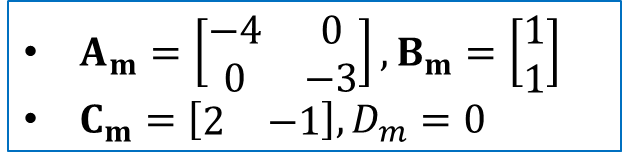 • A_m = [−4 0; 0 −3], B_m = [1; 1]
• C_m = [2 −1], D_m = 0